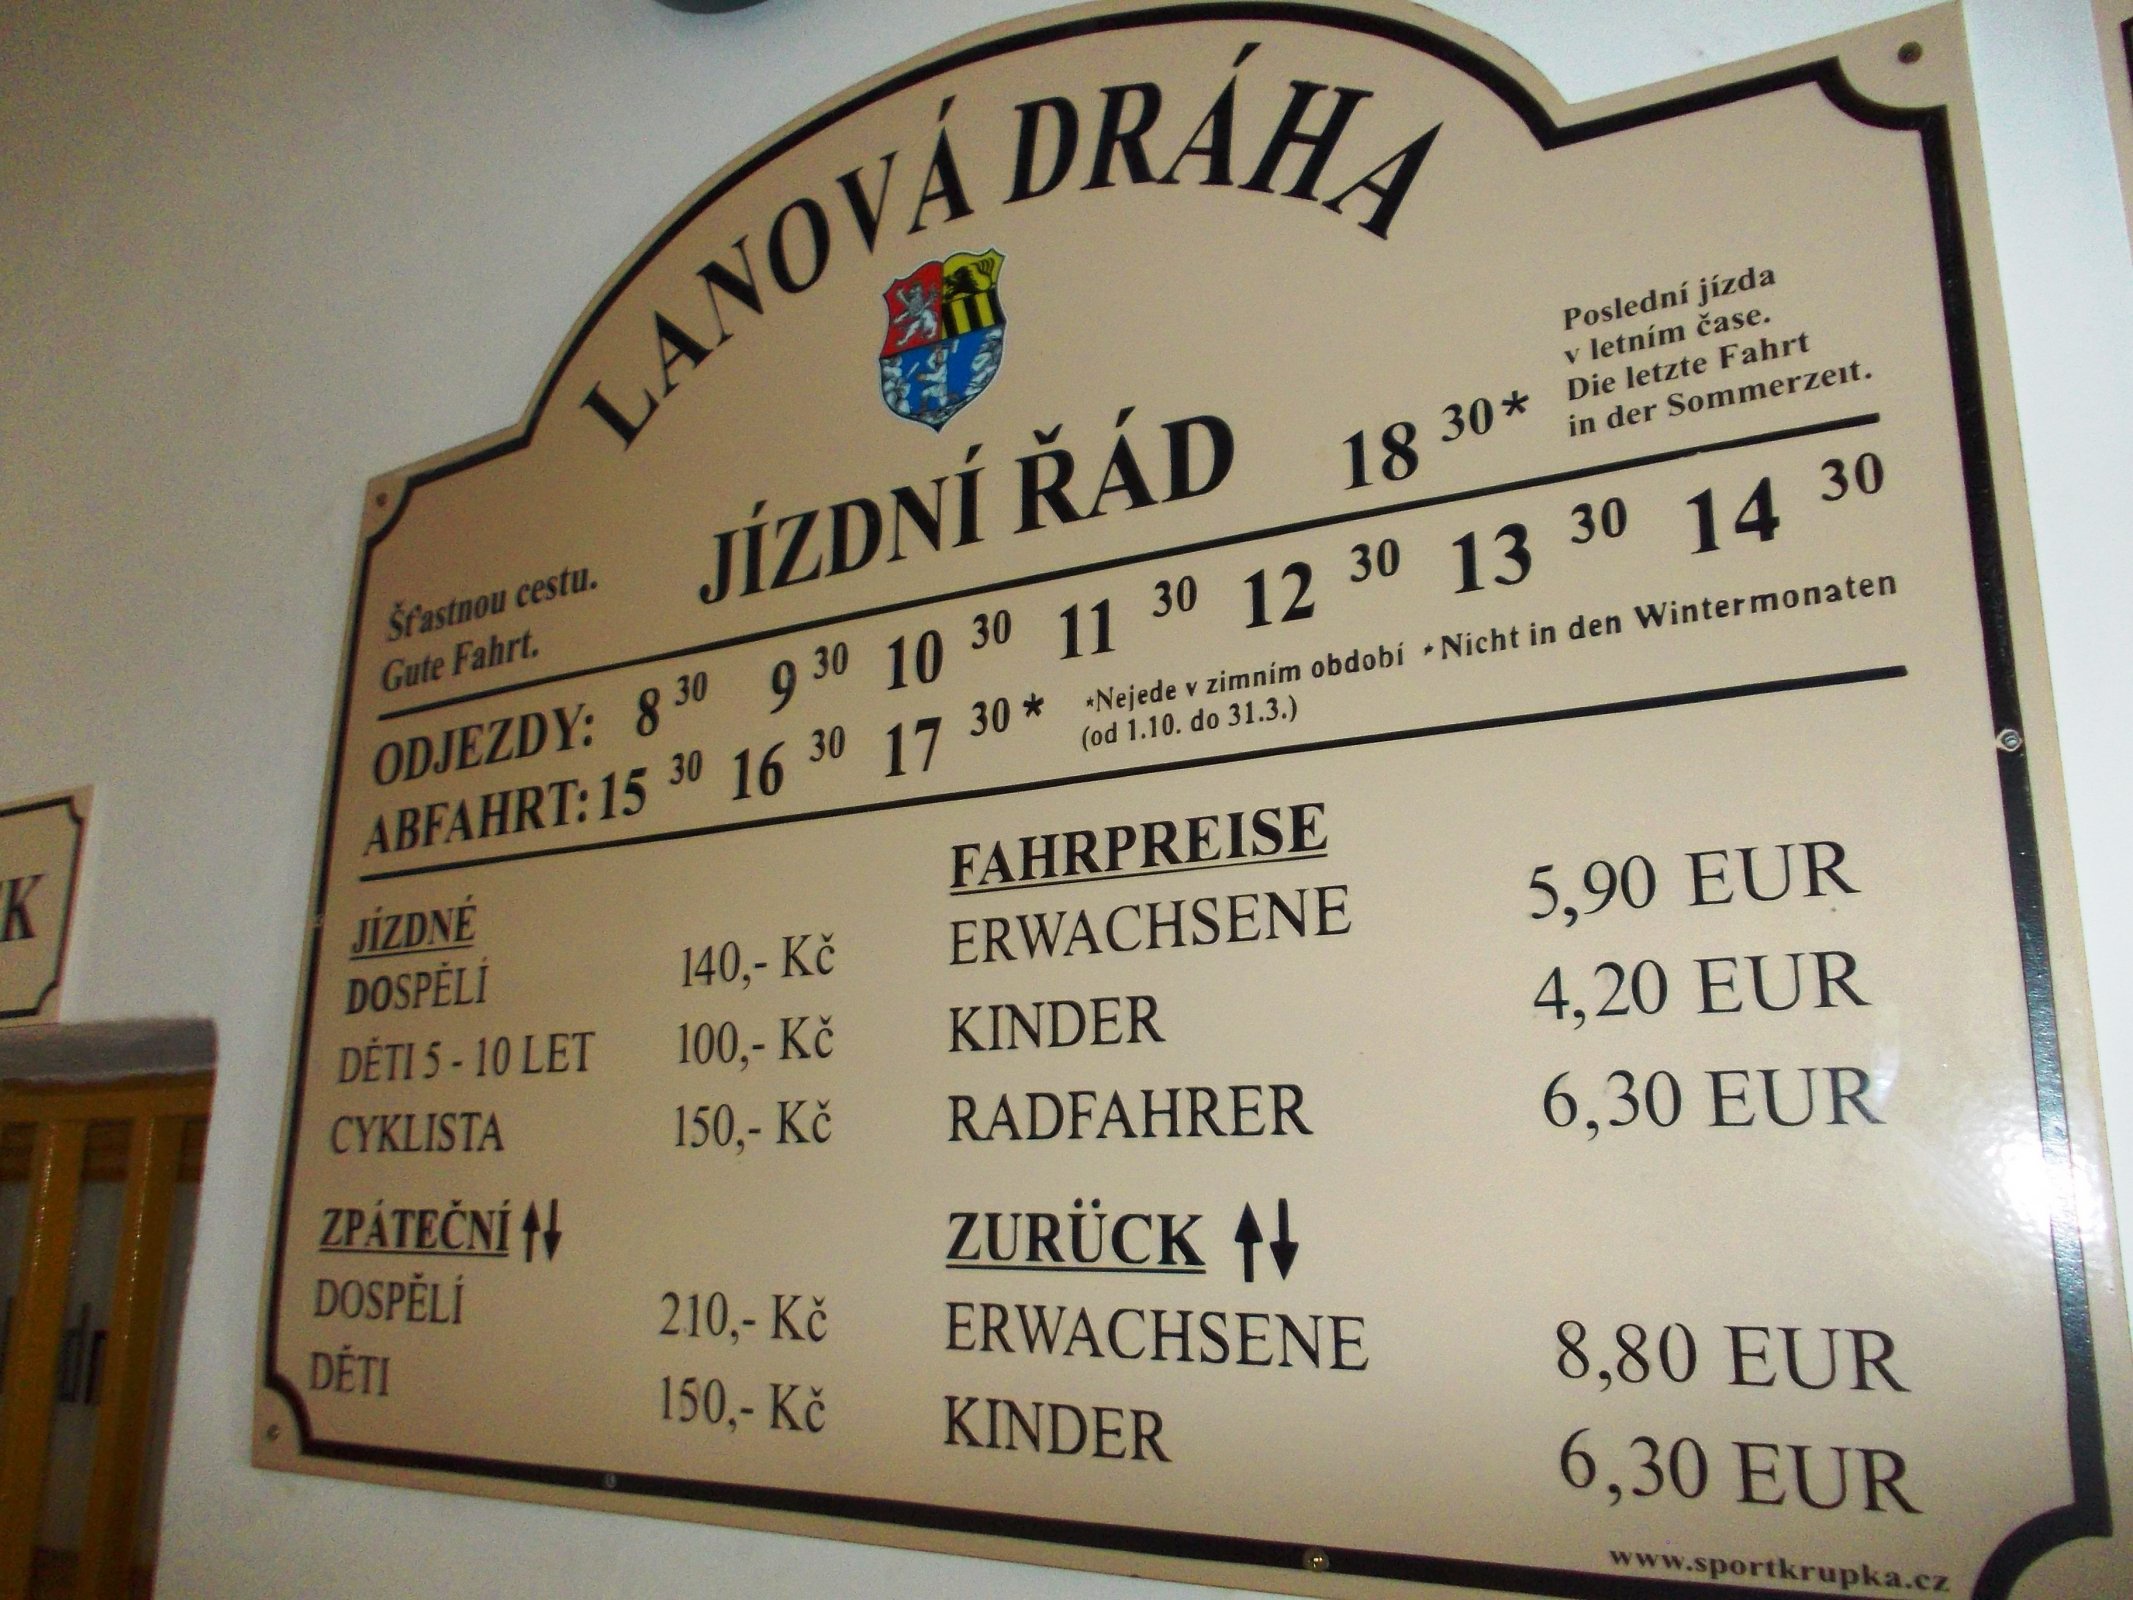 LANOVÁ DRÁHA
Poslední jízda
v letním čase.
Die letzte Fahrt
in der Sommerzeit.
JÍZDNÍ ŘÁD 18 30*
Šťastnou cestu.
Gute Fahrt.
ODJEZDY: 8 30 9 30 10 30 11 30 12 30 13 30 14 30
ABFAHRT: 15 30 16 30 17 30* *Nejede v zimním období *Nicht in den Wintermonaten
(od 1.10. do 31.3.)
JÍZDNÉ
DOSPĚLÍ 140,- Kč
DĚTI 5 - 10 LET 100,- Kč
CYKLISTA 150,- Kč
ZPÁTEČNÍ
DOSPĚLÍ 210,- Kč
DĚTI 150,- Kč
FAHRPREISE
ERWACHSENE 5,90 EUR
KINDER 4,20 EUR
RADFAHRER 6,30 EUR
ZURÜCK
ERWACHSENE 8,80 EUR
KINDER 6,30 EUR
www.sportkrupka.cz